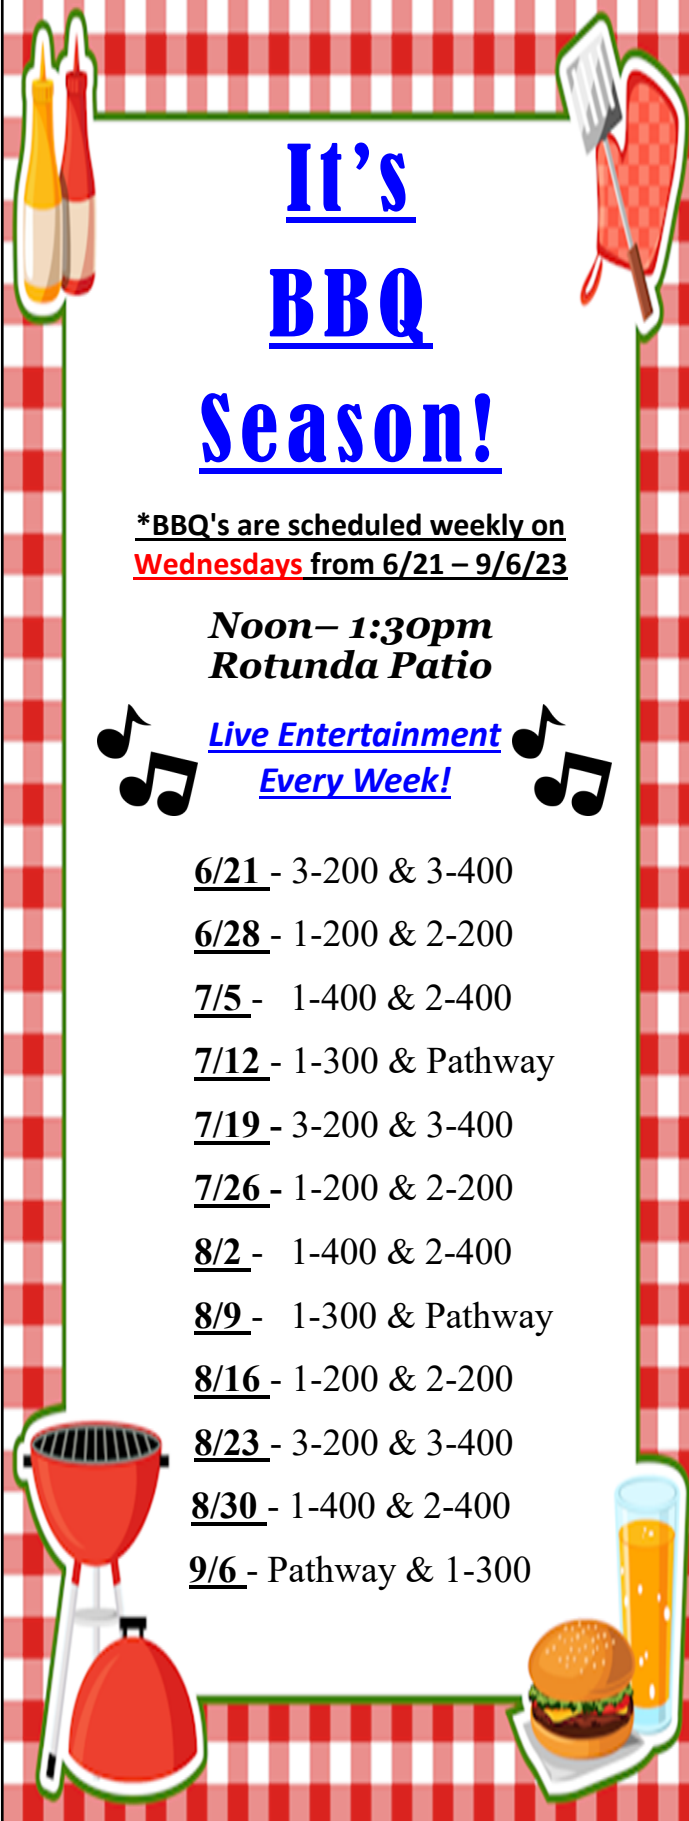 It’s
BBQ
Season!
*BBQ's are scheduled weekly on
Wednesdays from 6/21 – 9/6/23
Noon– 1:30pm
Rotunda Patio
Live Entertainment
Every Week!
6/21 - 3-200 & 3-400
6/28 - 1-200 & 2-200
7/5 - 1-400 & 2-400
7/12 - 1-300 & Pathway
7/19 - 3-200 & 3-400
7/26 - 1-200 & 2-200
8/2 - 1-400 & 2-400
8/9 - 1-300 & Pathway
8/16 - 1-200 & 2-200
8/23 - 3-200 & 3-400
8/30 - 1-400 & 2-400
9/6 - Pathway & 1-300